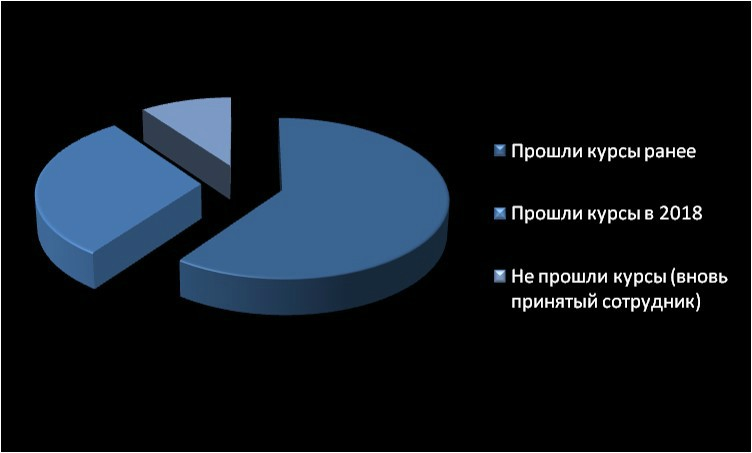 Прошли курсы ранее
Прошли курсы в 2018
Не прошли курсы (вновь
принятый сотрудник)